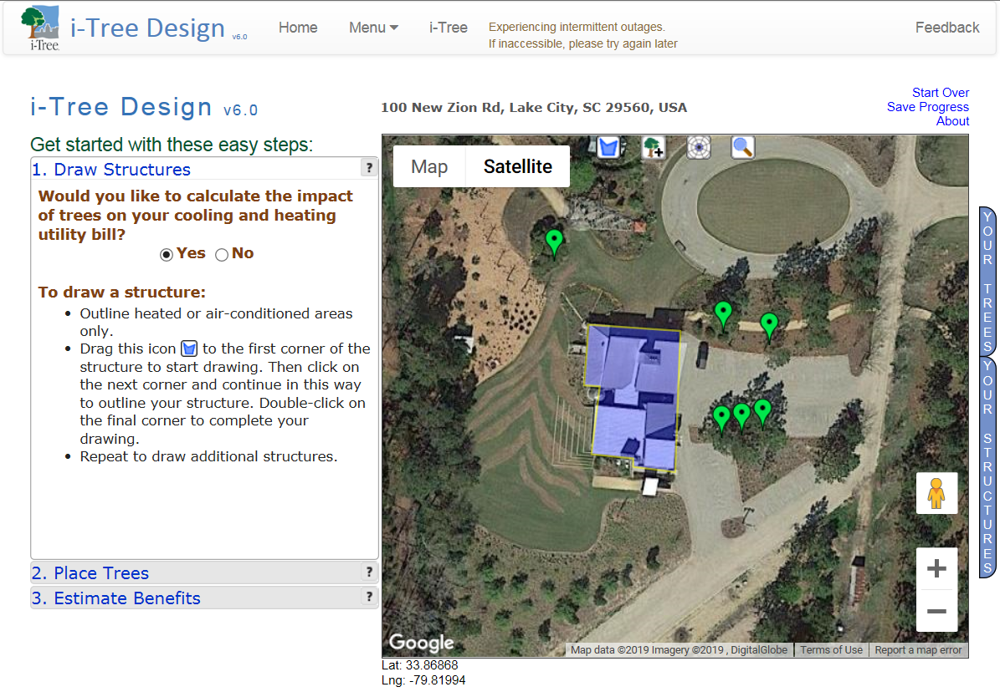 i-Tree Design v6.0
i-Tree
Home
Menu
i-Tree
Experiencing intermittent outages.
If inaccessible, please try again later
Feedback
i-Tree Design v6.0
100 New Zion Rd, Lake City, SC 29560, USA
Start Over
Save Progress
About
Get started with these easy steps:
1. Draw Structures
?
Would you like to calculate the impact
of trees on your cooling and heating
utility bill?
Yes No
To draw a structure:
• Outline heated or air-conditioned areas
only.
• Drag this icon to the first corner of the
structure to start drawing. Then click on
the next corner and continue in this way
to outline your structure. Double-click on
the final corner to complete your
drawing.
• Repeat to draw additional structures.
2. Place Trees
?
3. Estimate Benefits
?
Map
Satellite
YOUR TREES
YOUR STRUCTURES
Google
Map data ©2019 Imagery ©2019 , DigitalGlobe
Terms of Use
Report a map error
Lat: 33.86868
Lng: -79.81994